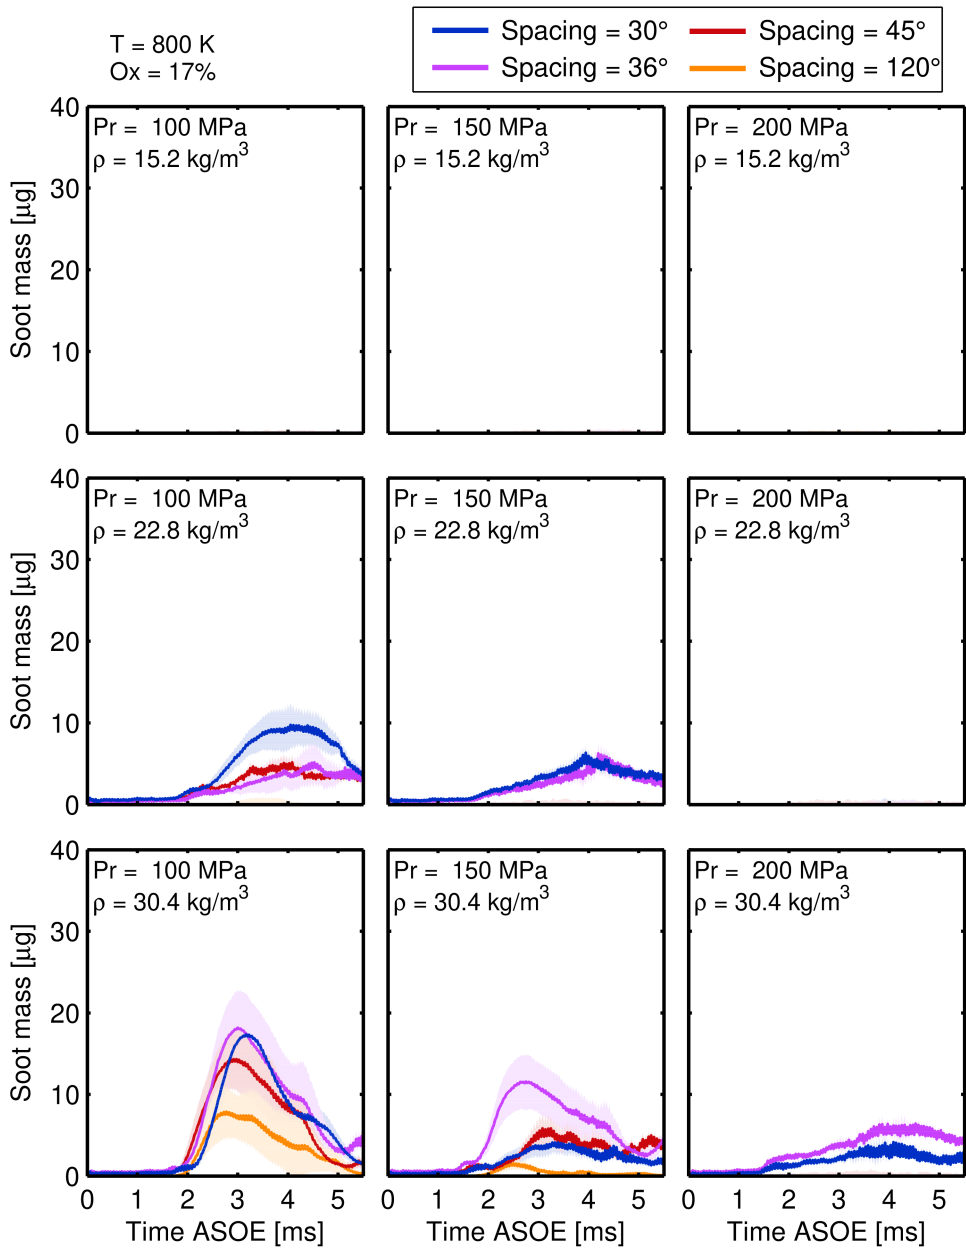 T = 800 K
Ox = 17%
Spacing = 30°
Spacing = 45°
Spacing = 36°
Spacing = 120°
Soot mass [µg]
40
30
20
10
0
Pr = 100 MPa
ρ = 15.2 kg/m³
Pr = 150 MPa
ρ = 15.2 kg/m³
Pr = 200 MPa
ρ = 15.2 kg/m³
Soot mass [µg]
40
30
20
10
0
Pr = 100 MPa
ρ = 22.8 kg/m³
Pr = 150 MPa
ρ = 22.8 kg/m³
Pr = 200 MPa
ρ = 22.8 kg/m³
Soot mass [µg]
40
30
20
10
0
Pr = 100 MPa
ρ = 30.4 kg/m³
Pr = 150 MPa
ρ = 30.4 kg/m³
Pr = 200 MPa
ρ = 30.4 kg/m³
0 1 2 3 4 5
0 1 2 3 4 5
0 1 2 3 4 5
Time ASOE [ms]
Time ASOE [ms]
Time ASOE [ms]